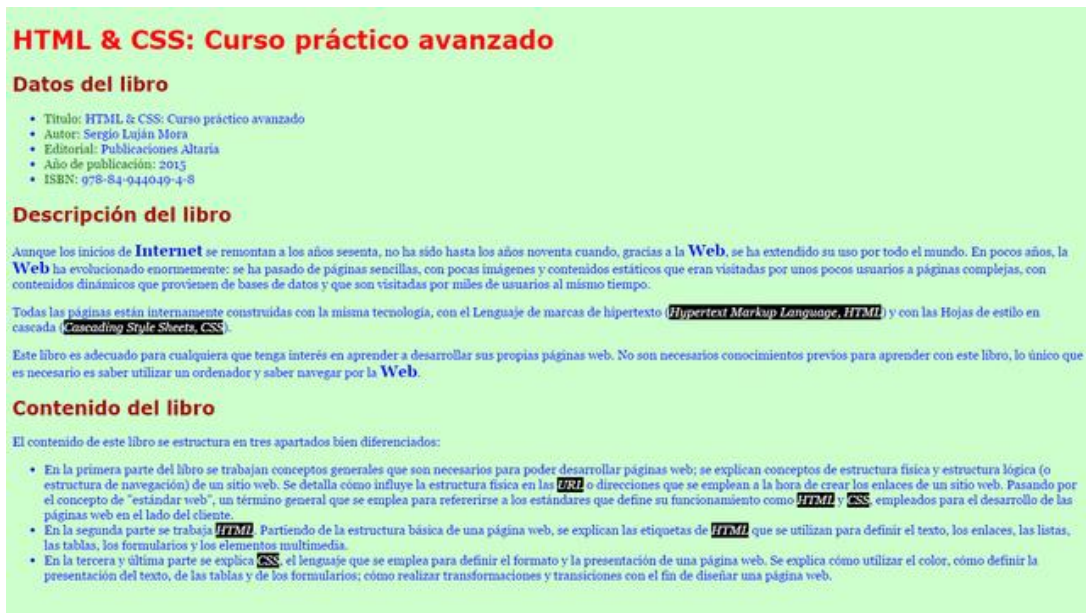 HTML & CSS: Curso práctico avanzado
Datos del libro
• Título: HTML & CSS: Curso práctico avanzado
• Autor: Sergio Luján Mora
• Editorial: Publicaciones Altaria
• Año de publicación: 2015
• ISBN: 978-84-944049-4-8
Descripción del libro
Aunque los inicios de Internet se remontan a los años sesenta, no ha sido hasta los años noventa cuando, gracias a la Web, se ha extendido su uso por todo el mundo. En pocos años, la
Web ha evolucionado enormemente: se ha pasado de páginas sencillas, con pocas imágenes y contenidos estáticos que eran visitadas por unos pocos usuarios a páginas complejas, con
contenidos dinámicos que provienen de bases de datos y que son visitadas por miles de usuarios al mismo tiempo.
Todas las páginas están internamente construidas con la misma tecnología, con el Lenguaje de marcas de hipertexto (Hypertext Markup Language, HTML) y con las Hojas de estilo en
cascada (Cascading Style Sheets, CSS).
Este libro es adecuado para cualquiera que tenga interés en aprender a desarrollar sus propias páginas web. No son necesarios conocimientos previos para aprender con este libro, lo único que
es necesario es saber utilizar un ordenador y saber navegar por la Web.
Contenido del libro
El contenido de este libro se estructura en tres apartados bien diferenciados:
• En la primera parte del libro se trabajan conceptos generales que son necesarios para poder desarrollar páginas web; se explican conceptos de estructura física y estructura lógica (o
estructura de navegación) de un sitio web. Se detalla cómo influye la estructura física en las URL o direcciones que se emplean a la hora de crear los enlaces de un sitio web. Pasando por
el concepto de "estándar web", un término general que se emplea para refererirse a los estándares que define su funcionamiento como HTML y CSS, empleados para el desarrollo de las
páginas web en el lado del cliente.
• En la segunda parte se trabaja HTML. Partiendo de la estructura básica de una página web, se explican las etiquetas de HTML que se utilizan para definir el texto, los enlaces, las listas,
las tablas, los formularios y los elementos multimedia.
• En la tercera y última parte se explica CSS, el lenguaje que se emplea para definir el formato y la presentación de una página web. Se explica cómo utilizar el color, cómo definir la
presentación del texto, de las tablas y de los formularios; cómo realizar transformaciones y transiciones con el fin de diseñar una página web.